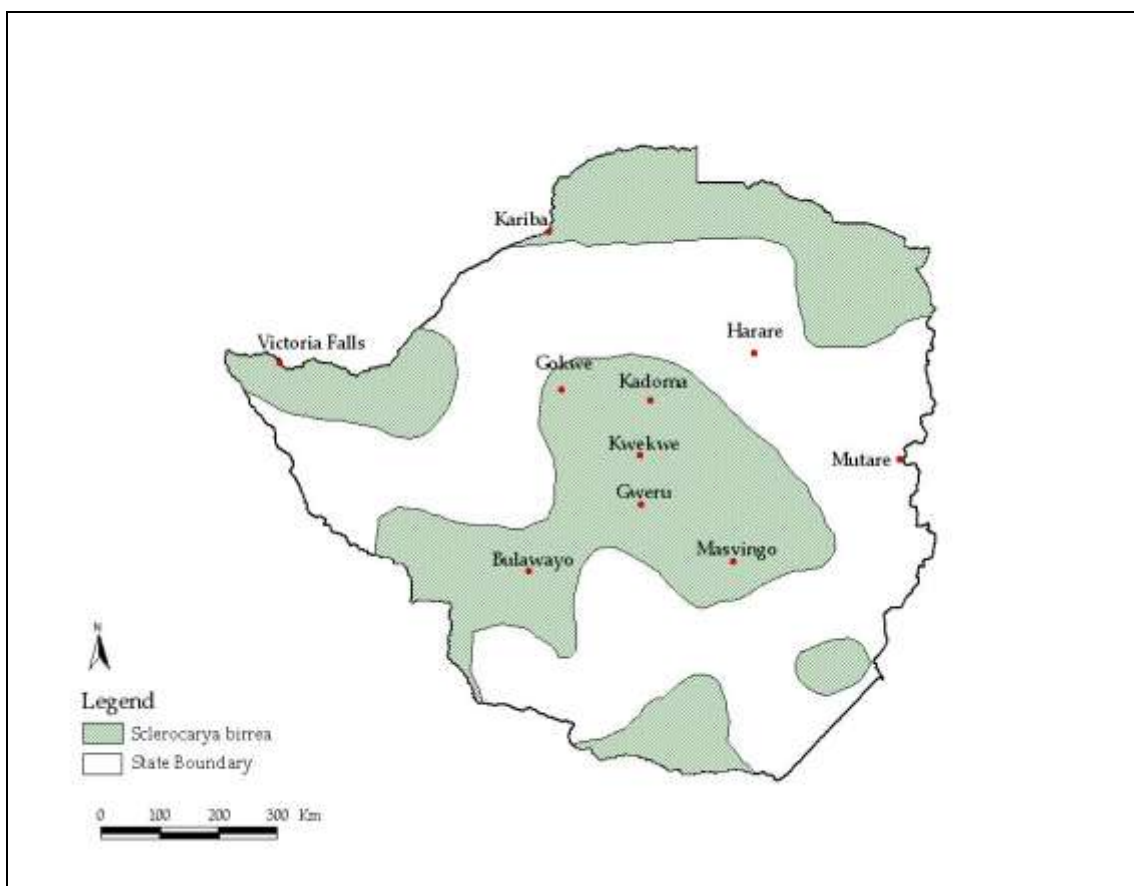 Kariba
Harare
Victoria Falls
Gokwe
Kadoma
Kwekwe
Mutare
Gweru
Masvingo
Bulawayo
N
Legend
Sclerocarya birrea
State Boundary
0 100 200 300 Km